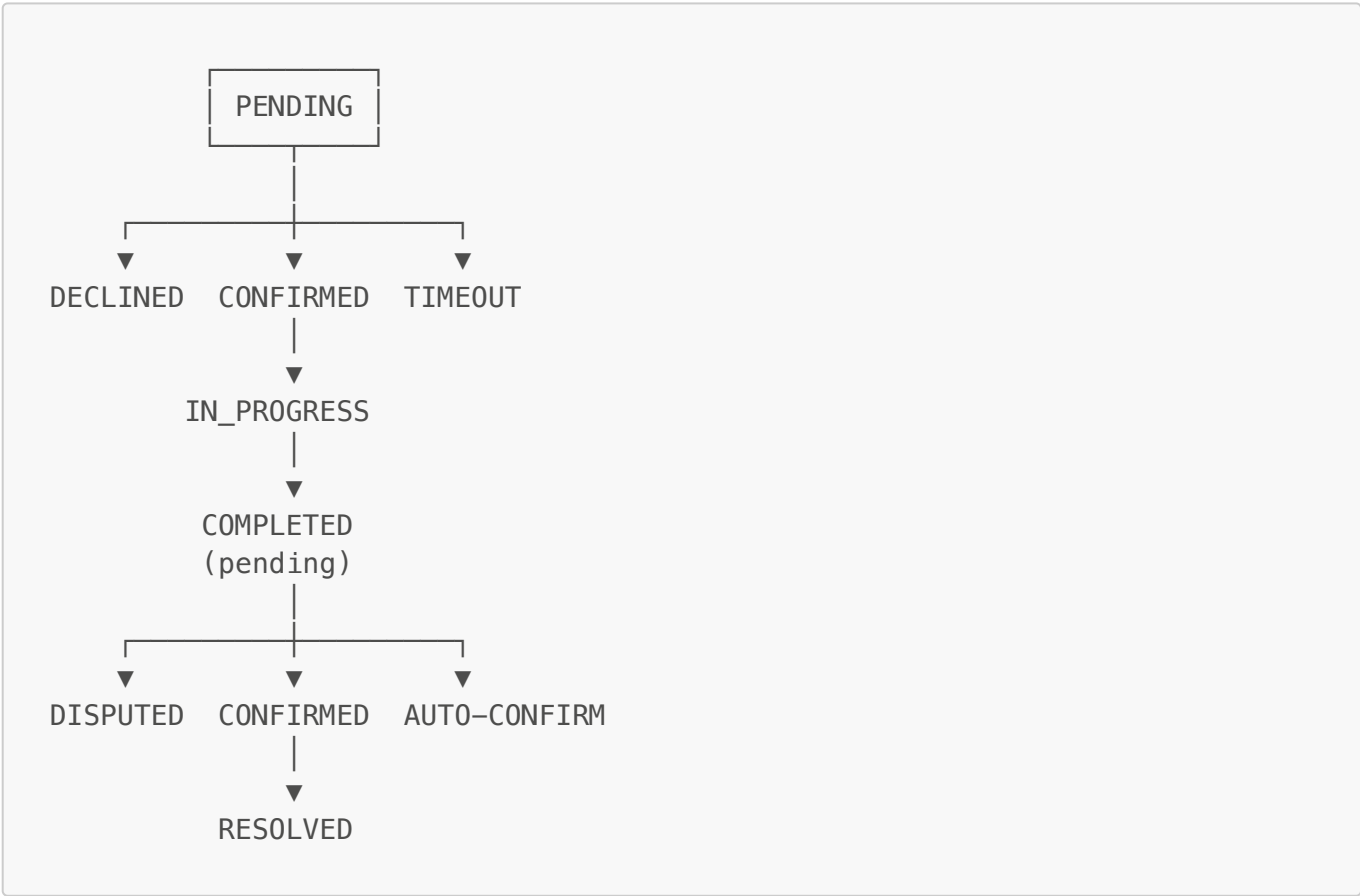 PENDING
DECLINED CONFIRMED TIMEOUT
IN_PROGRESS
COMPLETED
(pending)
DISPUTED CONFIRMED AUTO-CONFIRM
RESOLVED